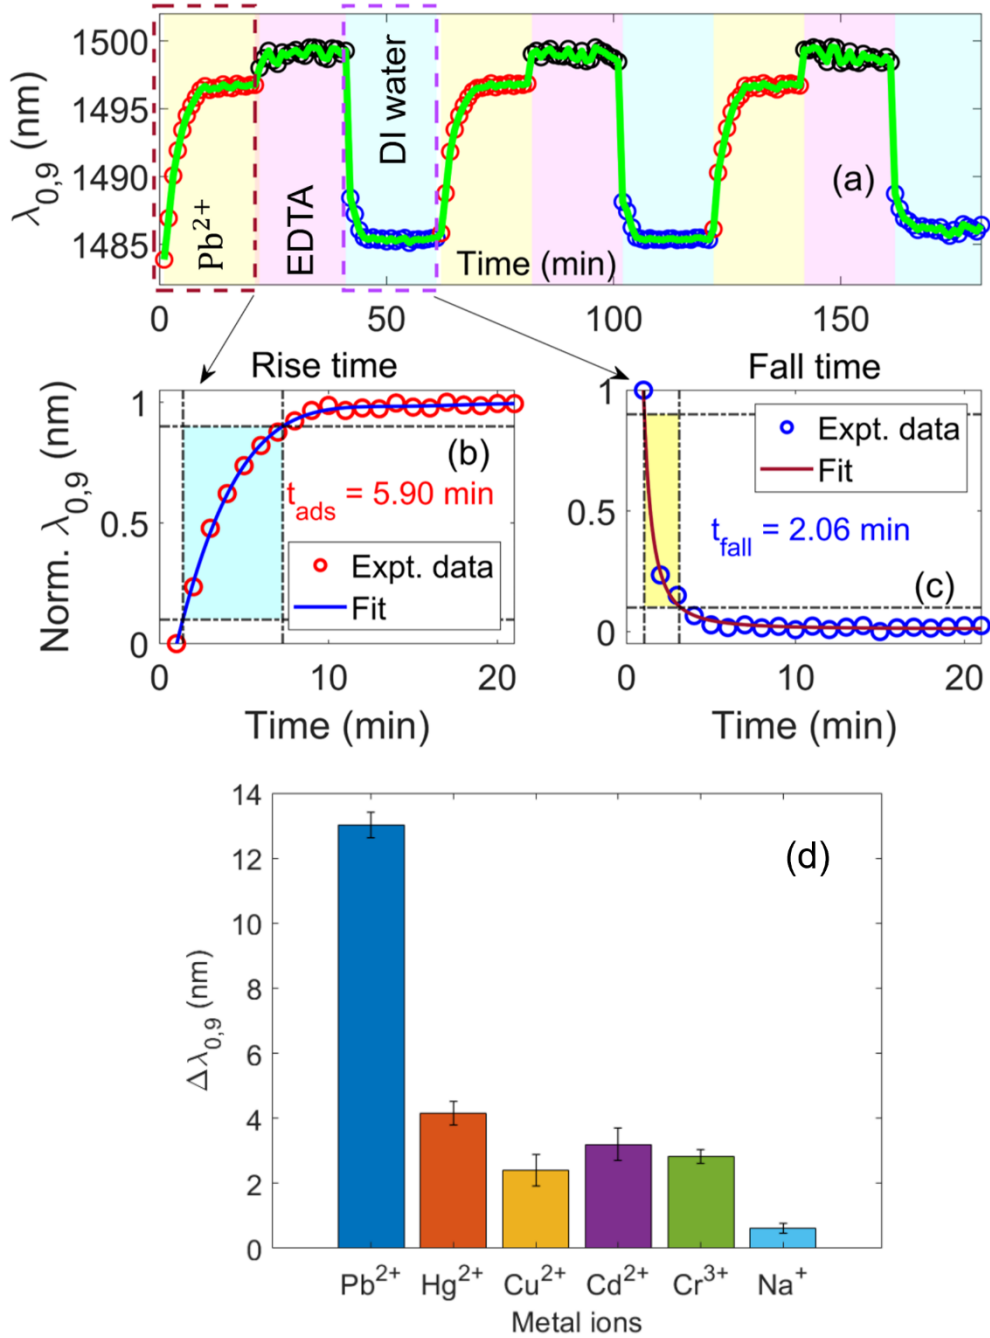 1500
1495
1490
1485
λ0,9 (nm)
Pb2+
EDTA
DI water
(a)
Time (min)
0
50
100
150
Rise time
Fall time
1
0.5
0
Norm. λ0,9 (nm)
(b)
tads = 5.90 min
Expt. data
Fit
0
10
20
Time (min)
1
0.5
0
Expt. data
Fit
tfall = 2.06 min
(c)
0
10
20
Time (min)
14
12
10
8
6
4
2
0
Δλ0,9 (nm)
(d)
Pb2+
Hg2+
Cu2+
Cd2+
Cr3+
Na+
Metal ions